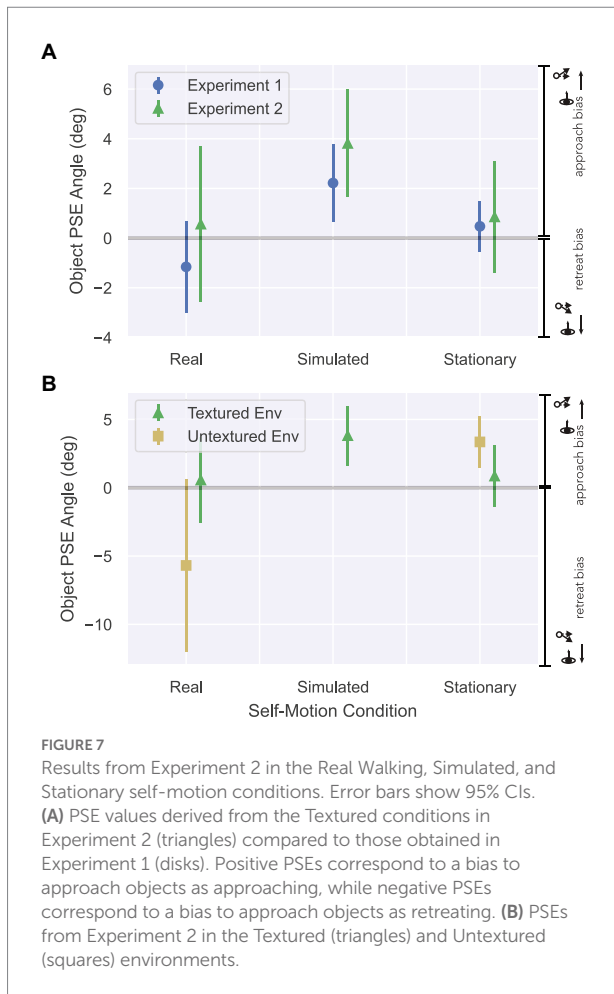 A
Object PSE Angle (deg)
6
4
2
0
−2
−4
Experiment 1
Experiment 2
Real
Simulated
Stationary
approach bias
retreat bias
B
Object PSE Angle (deg)
5
0
−5
−10
Textured Env
Untextured Env
Real
Simulated
Stationary
Self-Motion Condition
approach bias
retreat bias
FIGURE 7
Results from Experiment 2 in the Real Walking, Simulated, and
Stationary self-motion conditions. Error bars show 95% CIs.
(A) PSE values derived from the Textured conditions in
Experiment 2 (triangles) compared to those obtained in
Experiment 1 (disks). Positive PSEs correspond to a bias to
approach objects as approaching, while negative PSEs
correspond to a bias to approach objects as retreating. (B) PSEs
from Experiment 2 in the Textured (triangles) and Untextured
(squares) environments.